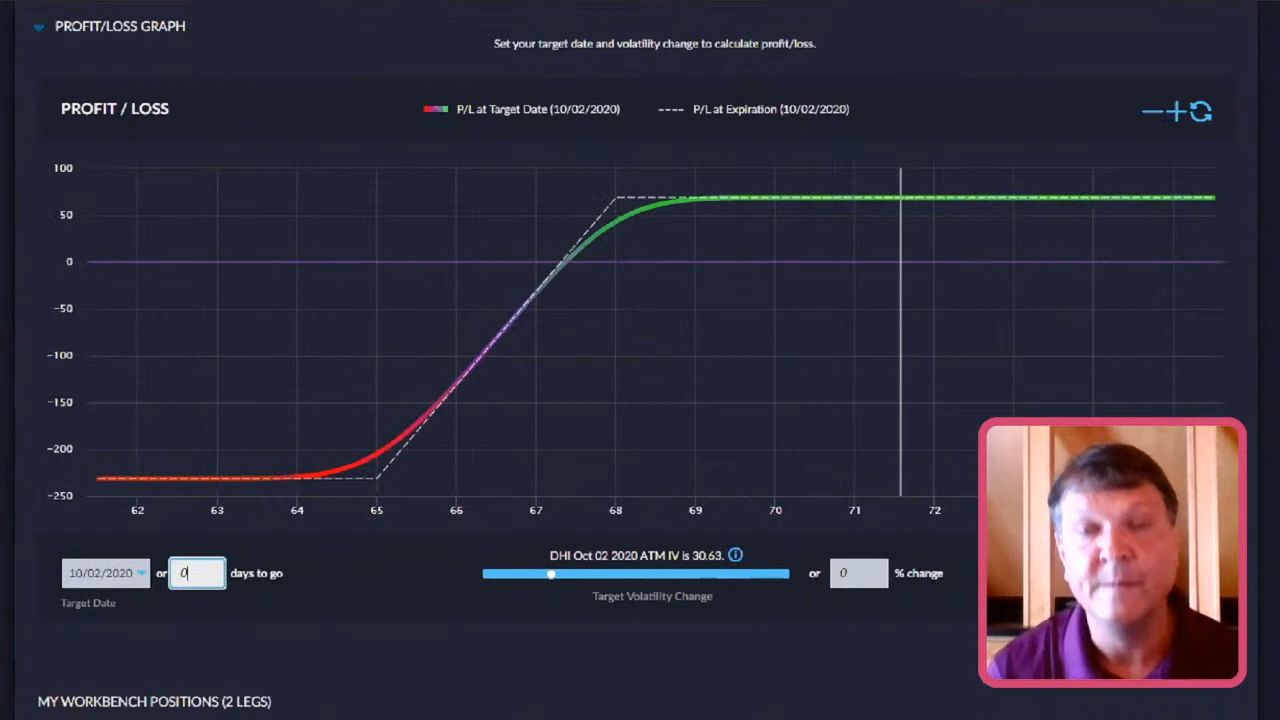 PROFIT/LOSS GRAPH
Set your target date and volatility change to calculate profit/loss.
PROFIT / LOSS
P/L at Target Date (10/02/2020)
P/L at Expiration (10/02/2020)
100
50
0
-50
-100
-150
-200
-250
62 63 64 65 66 67 68 69 70 71 72
DHI Oct 02 2020 ATM IV is 30.63.
10/02/2020 or 0 days to go
or 0 % change
Target Date
Target Volatility Change
MY WORKBENCH POSITIONS (2 LEGS)